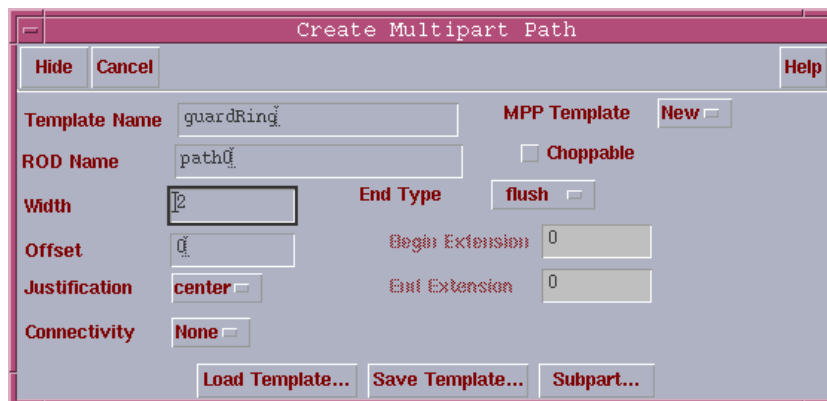 Create Multipart Path
Hide Cancel Help
Template Name guardRing MPP Template New
ROD Name path0 Choppable
Width 2 End Type flush
Offset 0 Begin Extension 0
Justification center End Extension 0
Connectivity None
Load Template... Save Template... Subpart...